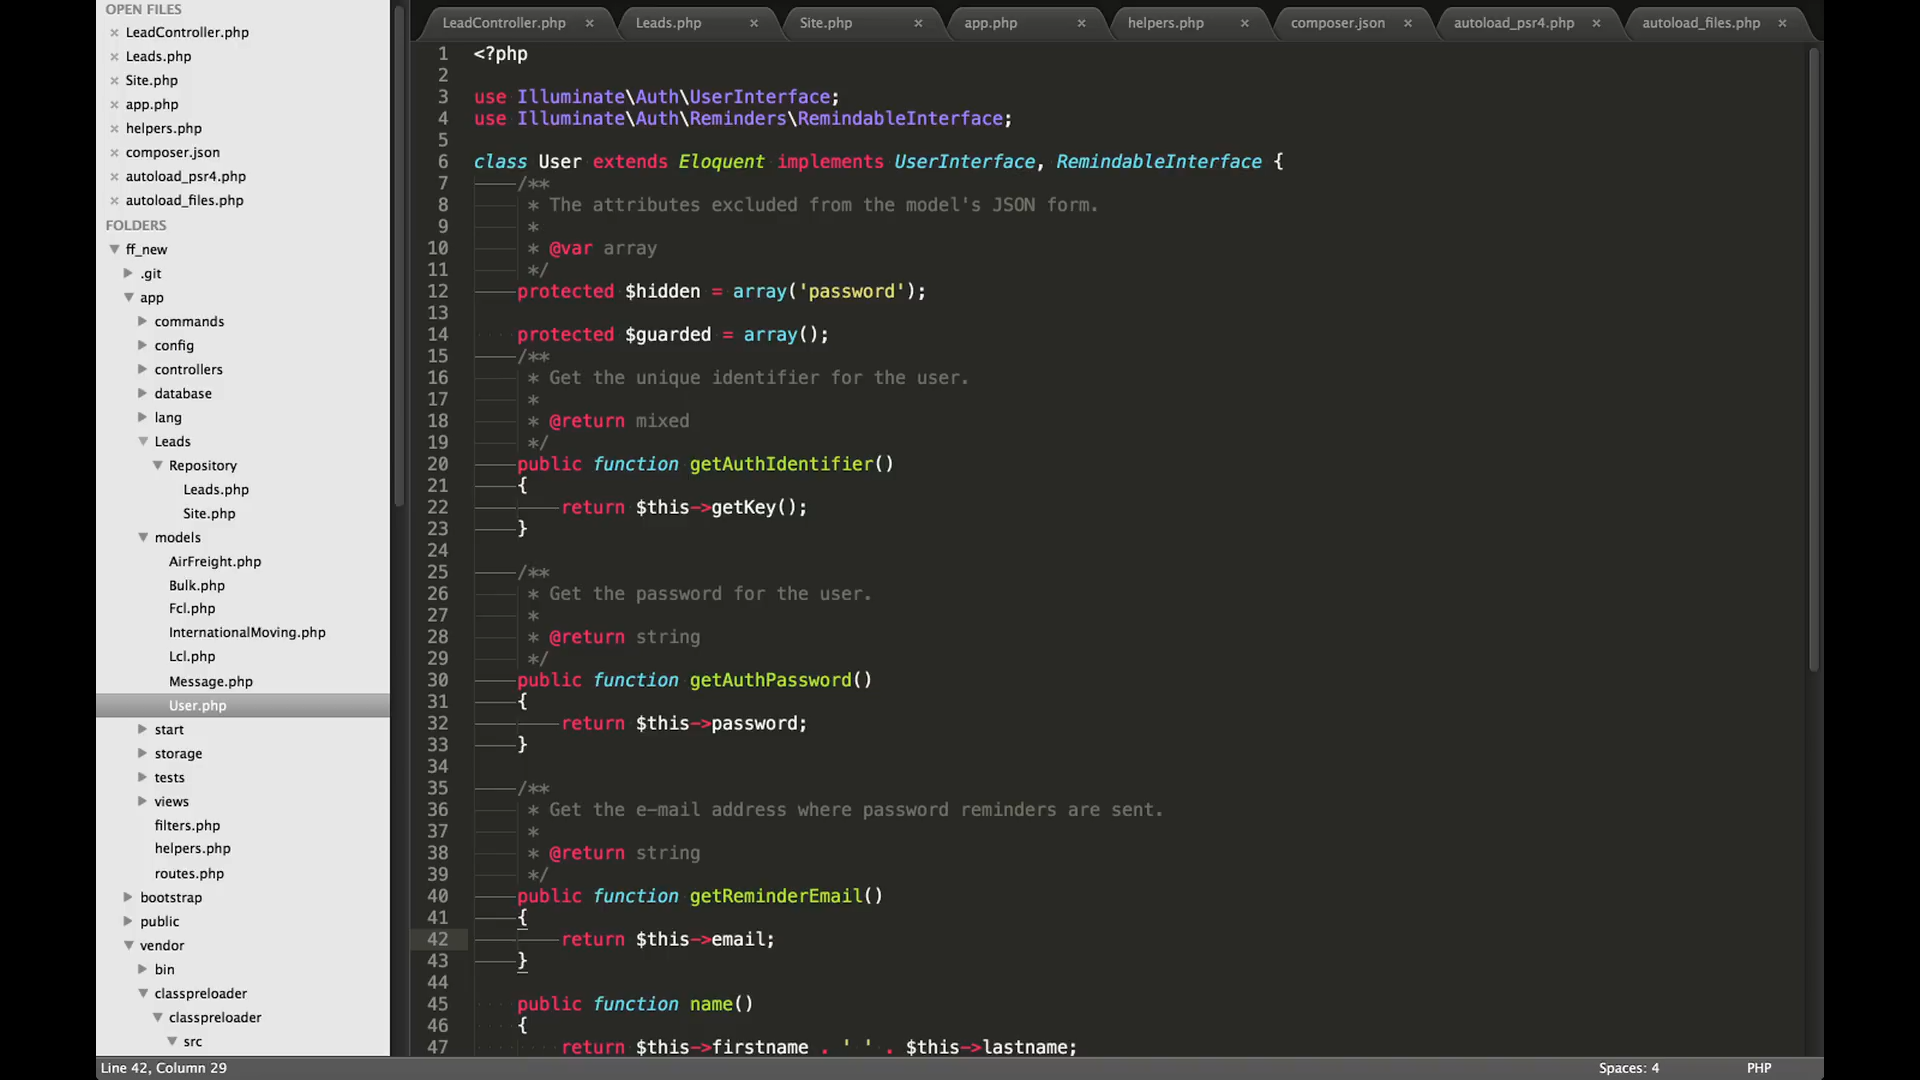 OPEN FILES
LeadController.php
Leads.php
Site.php
app.php
helpers.php
composer.json
autoload_psr4.php
autoload_files.php
FOLDERS
ff_new
.git
app
commands
config
controllers
database
lang
Leads
Repository
Leads.php
Site.php
models
AirFreight.php
Bulk.php
Fcl.php
InternationalMoving.php
Lcl.php
Message.php
User.php
start
storage
tests
views
filters.php
helpers.php
routes.php
bootstrap
public
vendor
bin
classpreloader
classpreloader
src
LeadController.php × Leads.php × Site.php × app.php × helpers.php × composer.json × autoload_psr4.php × autoload_files.php ×
1 <?php
2
3 use Illuminate\Auth\UserInterface;
4 use Illuminate\Auth\Reminders\RemindableInterface;
5
6 class User extends Eloquent implements UserInterface, RemindableInterface {
7 /**
8 * The attributes excluded from the model's JSON form.
9 *
10 * @var array
11 */
12 protected $hidden = array('password');
13
14 protected $guarded = array();
15 /**
16 * Get the unique identifier for the user.
17 *
18 * @return mixed
19 */
20 public function getAuthIdentifier()
21 {
22 return $this->getKey();
23 }
24
25 /**
26 * Get the password for the user.
27 *
28 * @return string
29 */
30 public function getAuthPassword()
31 {
32 return $this->password;
33 }
34
35 /**
36 * Get the e-mail address where password reminders are sent.
37 *
38 * @return string
39 */
40 public function getReminderEmail()
41 {
42 return $this->email;
43 }
44
45 public function name()
46 {
47 return $this->firstname . ' ' . $this->lastname;
Line 42, Column 29
Spaces: 4
PHP